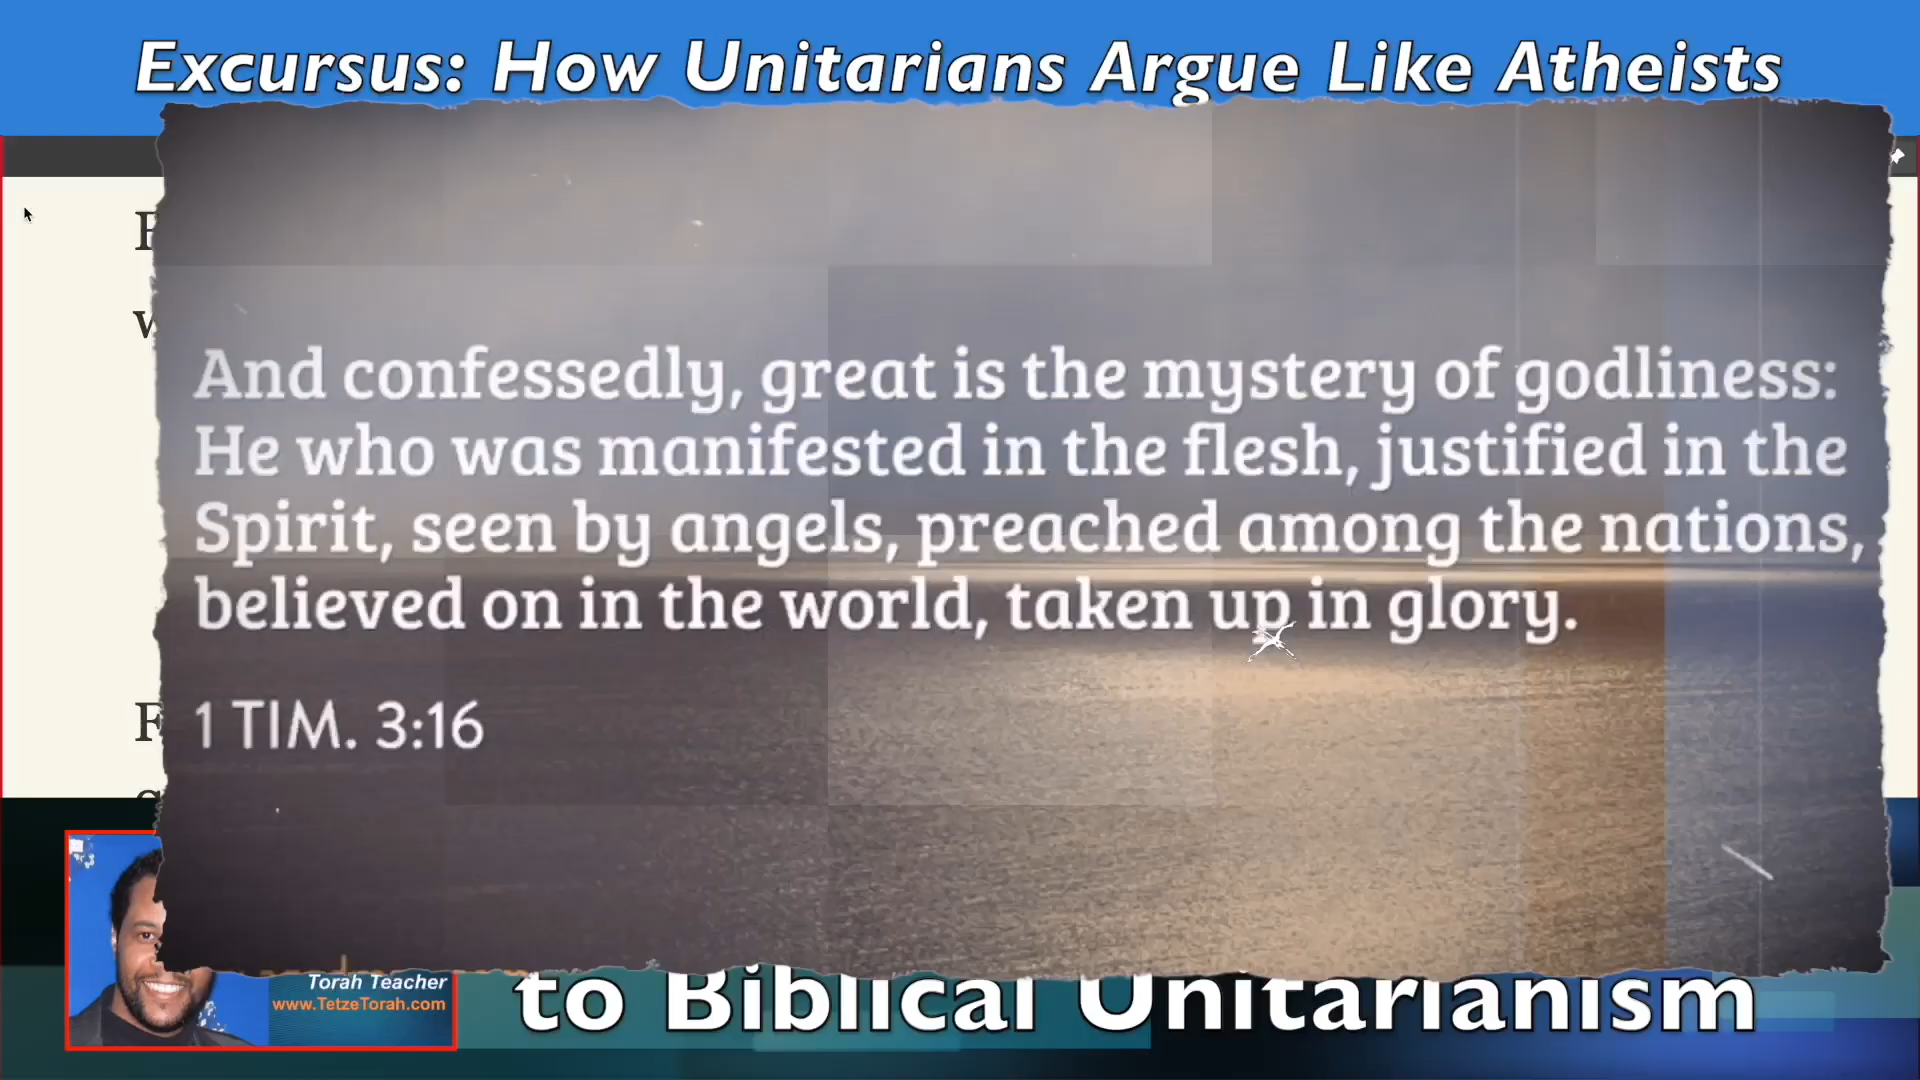 Excursus: How Unitarians Argue Like Atheists
And confessedly, great is the mystery of godliness:
He who was manifested in the flesh, justified in the
Spirit, seen by angels, preached among the nations,
believed on in the world, taken up in glory.
1 TIM. 3:16
Torah Teacher
www.TetzeTorah.com
to Biblical Unitarianism